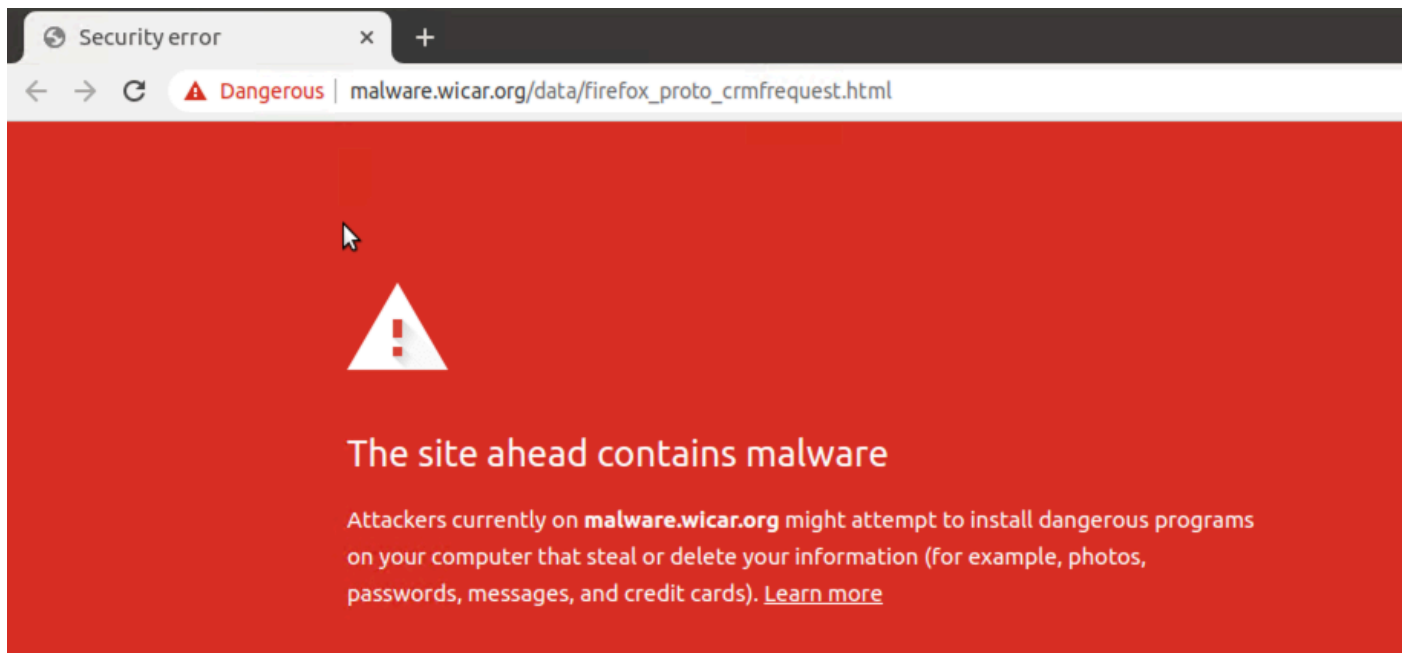 Security error
Dangerous malware.wicar.org/data/firefox_proto_crmfrequest.html
The site ahead contains malware
Attackers currently on malware.wicar.org might attempt to install dangerous programs
on your computer that steal or delete your information (for example, photos,
passwords, messages, and credit cards). Learn more